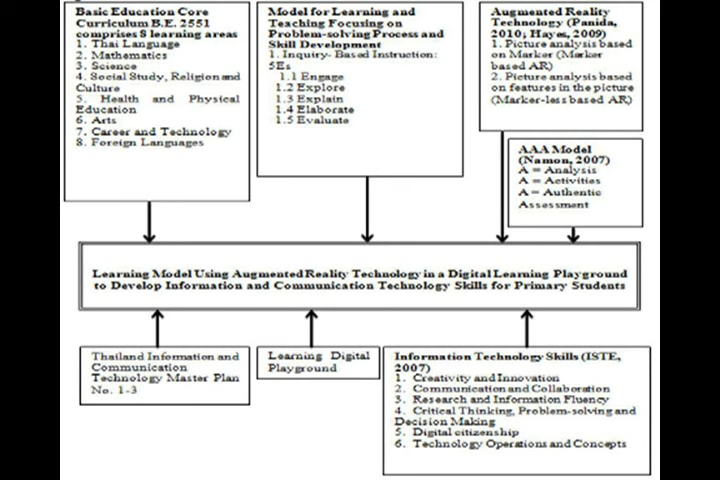 Basic Education Core
Curriculum B.E. 2551
comprises 8 learning areas
1. Thai Language
2. Mathematics
3. Science
4. Social Study, Religion and
Culture
5. Health and Physical
Education
6. Arts
7. Career and Technology
8. Foreign Languages
Model for Learning and
Teaching Focusing on
Problem-solving Process and
Skill Development
1. Inquiry- Based Instruction:
5Es
1.1 Engage
1.2 Explore
1.3 Explain
1.4 Elaborate
1.5 Evaluate
Augmented Reality
Technology (Panida,
2010; Hayes, 2009)
1. Picture analysis based
on Marker (Marker
based AR)
2. Picture analysis based
on features in the picture
(Marker-less based AR)
AAA Model
(Namon, 2007)
A = Analysis
A = Activities
A = Authentic
Assessment
Learning Model Using Augmented Reality Technology in a Digital Learning Playground
to Develop Information and Communication Technology Skills for Primary Students
Thailand Information and
Communication
Technology Master Plan
No. 1-3
Learning Digital
Playground
Information Technology Skills (ISTE,
2007)
1. Creativity and Innovation
2. Communication and Collaboration
3. Research and Information Fluency
4. Critical Thinking, Problem-solving and
Decision Making
5. Digital citizenship
6. Technology Operations and Concepts